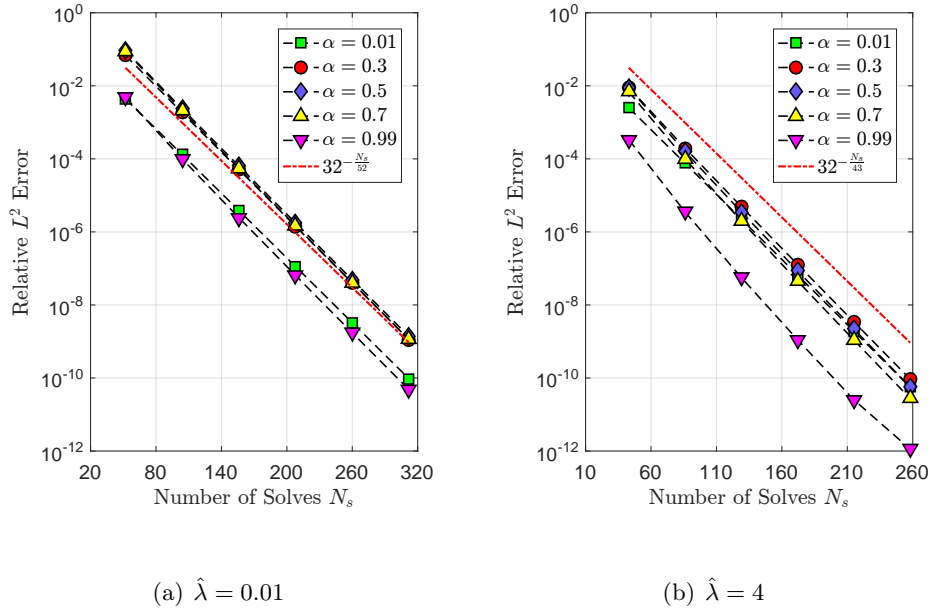 10^0
10^-2
10^-4
10^-6
10^-8
10^-10
10^-12
Relative L^2 Error
20 80 140 200 260 320
Number of Solves N_s
α = 0.01
α = 0.3
α = 0.5
α = 0.7
α = 0.99
32^{-N_s/52}
(a) λ̂ = 0.01
10^0
10^-2
10^-4
10^-6
10^-8
10^-10
10^-12
Relative L^2 Error
10 60 110 160 210 260
Number of Solves N_s
α = 0.01
α = 0.3
α = 0.5
α = 0.7
α = 0.99
32^{-N_s/43}
(b) λ̂ = 4